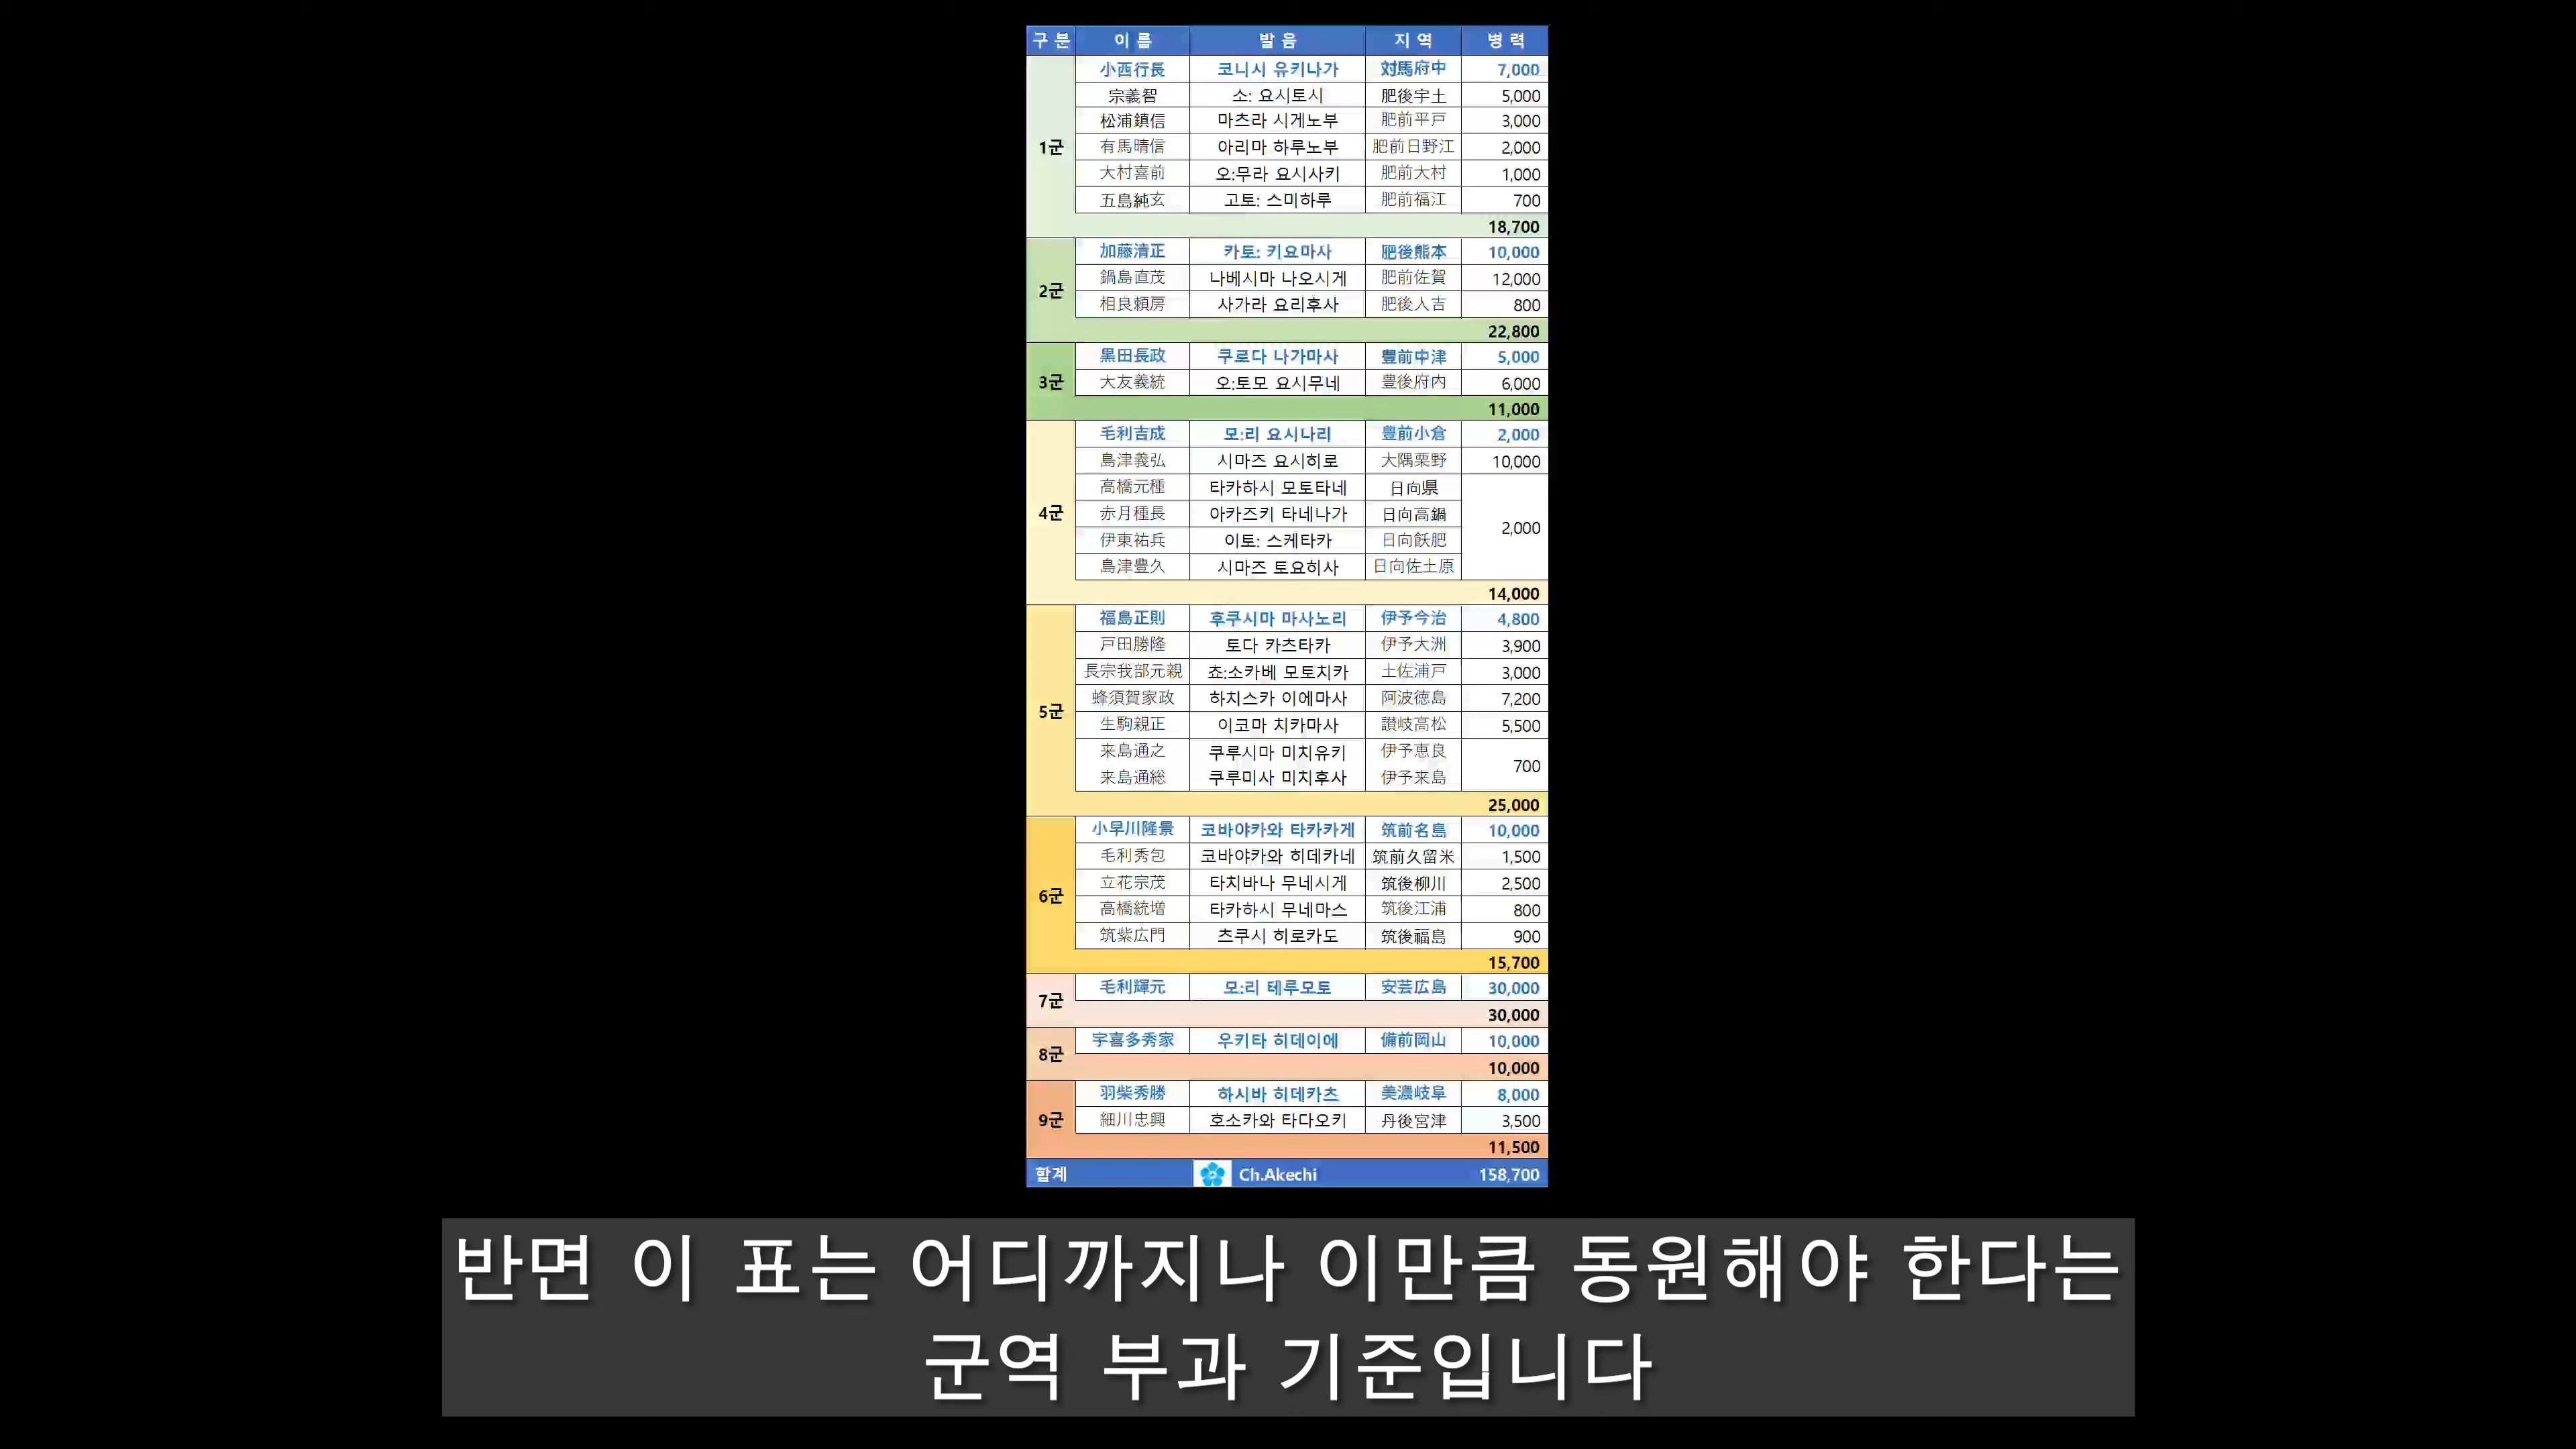 구분 이름 발음 지역 병력
1군
小西行長 코니시 유키나가 対馬府中 7,000
宗義智 소: 요시토시 肥後宇土 5,000
松浦鎮信 마츠라 시게노부 肥前平戸 3,000
有馬晴信 아리마 하루노부 肥前日野江 2,000
大村喜前 오:무라 요시사키 肥前大村 1,000
五島純玄 고토: 스미하루 肥前福江 700
18,700
2군
加藤清正 카토: 키요마사 肥後熊本 10,000
鍋島直茂 나베시마 나오시게 肥前佐賀 12,000
相良頼房 사가라 요리후사 肥後人吉 800
22,800
3군
黒田長政 쿠로다 나가마사 豊前中津 5,000
大友義統 오:토모 요시무네 豊後府内 6,000
11,000
4군
毛利吉成 모:리 요시나리 豊前小倉 2,000
島津義弘 시마즈 요시히로 大隅栗野 10,000
高橋元種 타카하시 모토타네 日向県
赤月種長 아카즈키 타네나가 日向高鍋
2,000
伊東祐兵 이토: 스케타카 日向飫肥
島津豊久 시마즈 토요히사 日向佐土原
14,000
5군
福島正則 후쿠시마 마사노리 伊予今治 4,800
戸田勝隆 토다 카츠타카 伊予大洲 3,900
長宗我部元親 쵸:소카베 모토치카 土佐浦戸 3,000
蜂須賀家政 하치스카 이에마사 阿波徳島 7,200
生駒親正 이코마 치카마사 讃岐高松 5,500
来島通之 쿠루시마 미치유키 伊予恵良
700
来島通総 쿠루미사 미치후사 伊予来島
25,000
6군
小早川隆景 코바야카와 타카카게 筑前名島 10,000
毛利秀包 코바야카와 히데카네 筑前久留米 1,500
立花宗茂 타치바나 무네시게 筑後柳川 2,500
高橋統増 타카하시 무네마스 筑後江浦 800
筑紫広門 츠쿠시 히로카도 筑後福島 900
15,700
7군
毛利輝元 모:리 테루모토 安芸広島 30,000
30,000
8군
宇喜多秀家 우키타 히데이에 備前岡山 10,000
10,000
9군
羽柴秀勝 하시바 히데카츠 美濃岐阜 8,000
細川忠興 호소카와 타다오키 丹後宮津 3,500
11,500
합계 Ch.Akechi 158,700
반면 이 표는 어디까지나 이만큼 동원해야 한다는
군역 부과 기준입니다